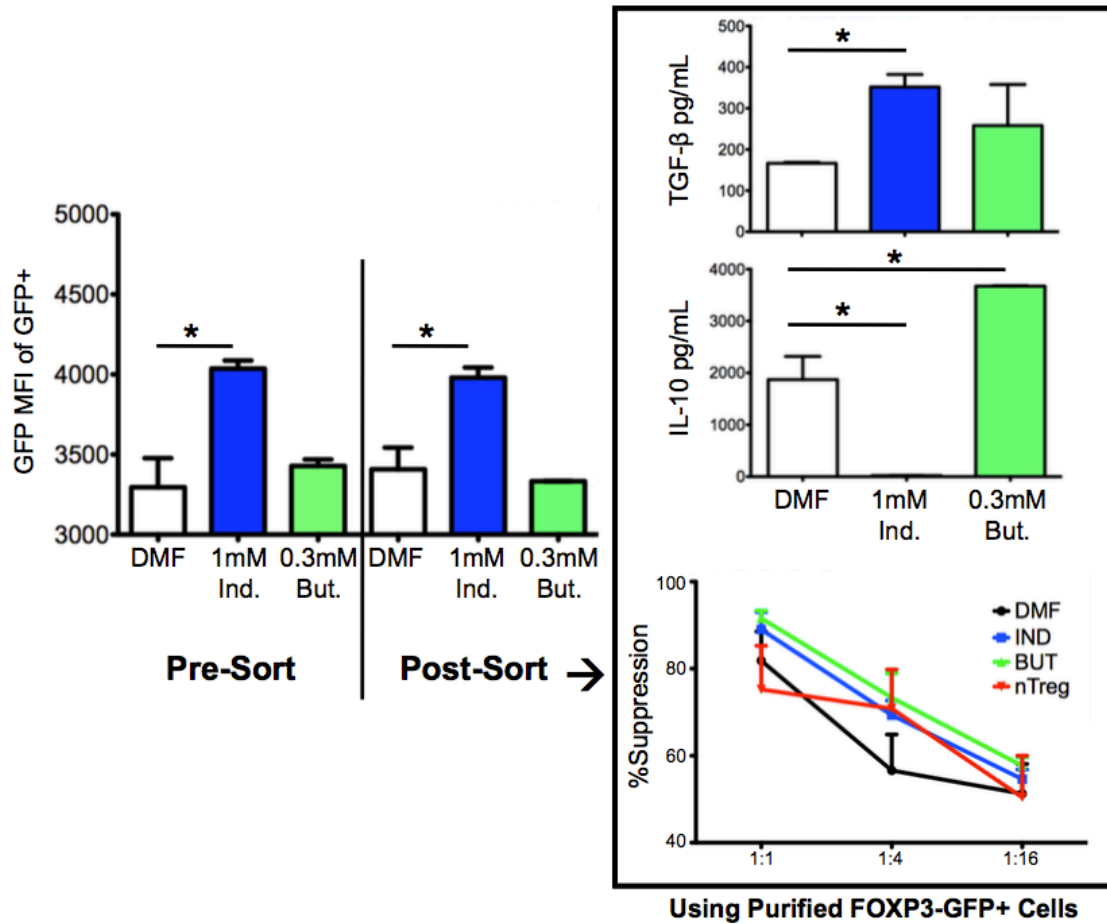 GFP MFI of GFP+
5000
4500
4000
3500
3000
*
*
DMF
1mM
Ind.
0.3mM
But.
DMF
1mM
Ind.
0.3mM
But.
Pre-Sort
Post-Sort →
TGF-β pg/mL
500
400
300
200
100
0
*
IL-10 pg/mL
4000
3000
2000
1000
0
*
*
DMF
1mM
Ind.
0.3mM
But.
%Suppression
100
80
60
40
DMF
IND
BUT
nTreg
1:1
1:4
1:16
Using Purified FOXP3-GFP+ Cells